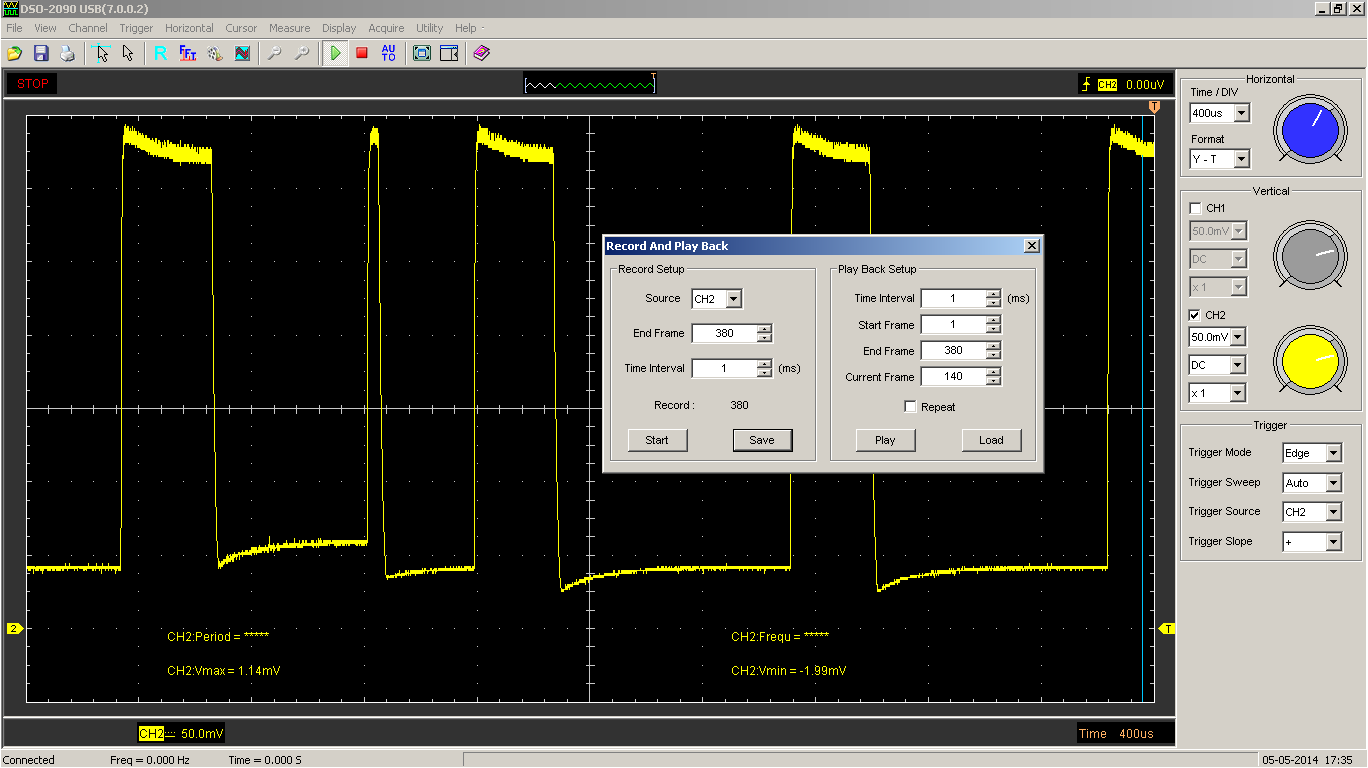 DSO-2090 USB(7.0.0.2)
File View Channel Trigger Horizontal Cursor Measure Display Acquire Utility Help
R FFT AU TO
STOP
T
CH2 0.00uV
T
Horizontal
Time / DIV
400us
Format
Y - T
Vertical
CH1
50.0mV
DC
x 1
CH2
50.0mV
DC
x 1
Trigger
Trigger Mode Edge
Trigger Sweep Auto
Trigger Source CH2
Trigger Slope +
Record And Play Back
Record Setup
Source CH2
End Frame 380
Time Interval 1 (ms)
Record : 380
Start Save
Play Back Setup
Time Interval 1 (ms)
Start Frame 1
End Frame 380
Current Frame 140
Repeat
Play Load
2
T
CH2:Period = *****
CH2:Frequ = *****
CH2:Vmax = 1.14mV
CH2:Vmin = -1.99mV
CH2 50.0mV
Time 400us
Connected Freq = 0.000 Hz Time = 0.000 S 05-05-2014 17:35